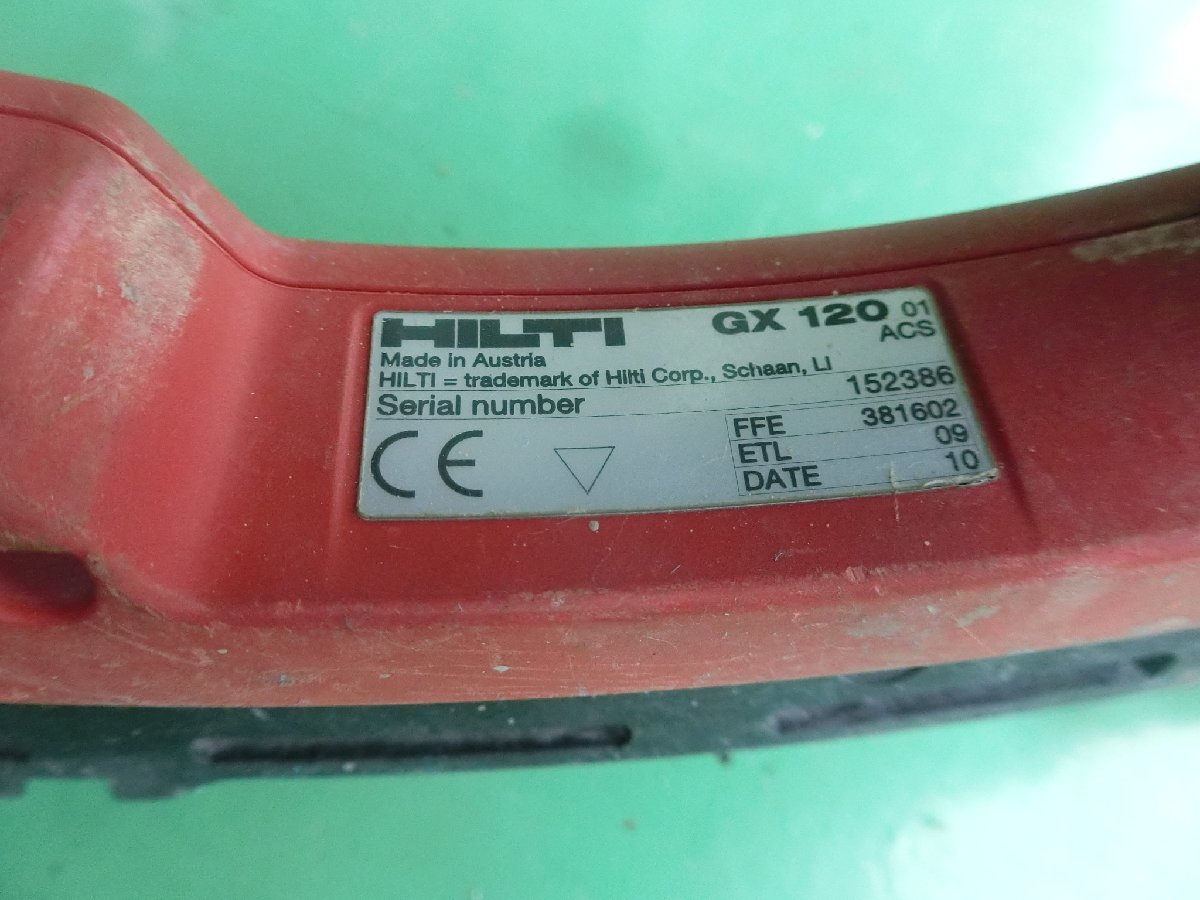 HILTI GX 120 01
ACS
Made in Austria
HILTI = trademark of Hilti Corp., Schaan, LI
Serial number 152386
FFE 381602
ETL 09
DATE 10
CE